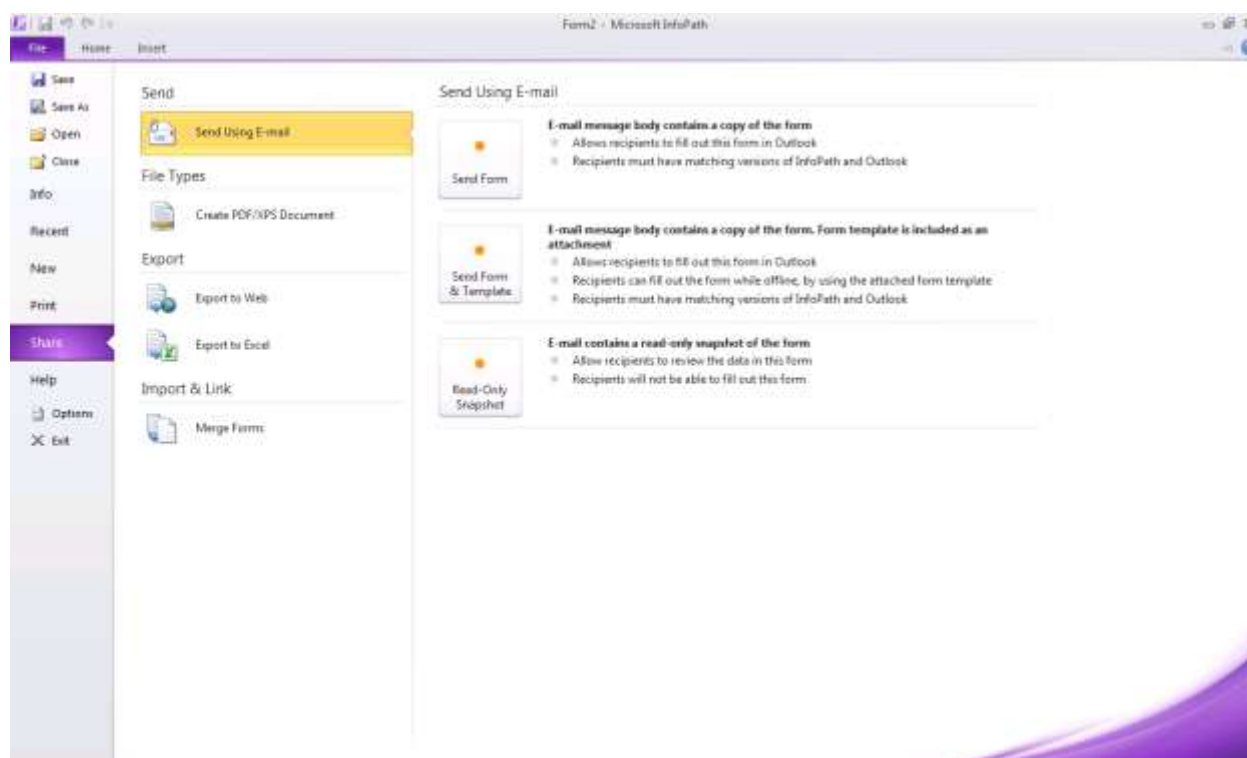 Form2 - Microsoft InfoPath
File Home Insert
Save
Save As
Open
Close
Info
Recent
New
Print
Share
Help
Options
Exit
Send
Send Using E-mail
File Types
Create PDF/XPS Document
Export
Export to Web
Export to Excel
Import & Link
Merge Forms
Send Using E-mail
Send Form
E-mail message body contains a copy of the form
Allows recipients to fill out this form in Outlook
Recipients must have matching versions of InfoPath and Outlook
Send Form
& Template
E-mail message body contains a copy of the form. Form template is included as an
attachment
Allows recipients to fill out this form in Outlook
Recipients can fill out the form while offline, by using the attached form template
Recipients must have matching versions of InfoPath and Outlook
Read-Only
Snapshot
E-mail contains a read-only snapshot of the form
Allow recipients to review the data in this form
Recipients will not be able to fill out this form